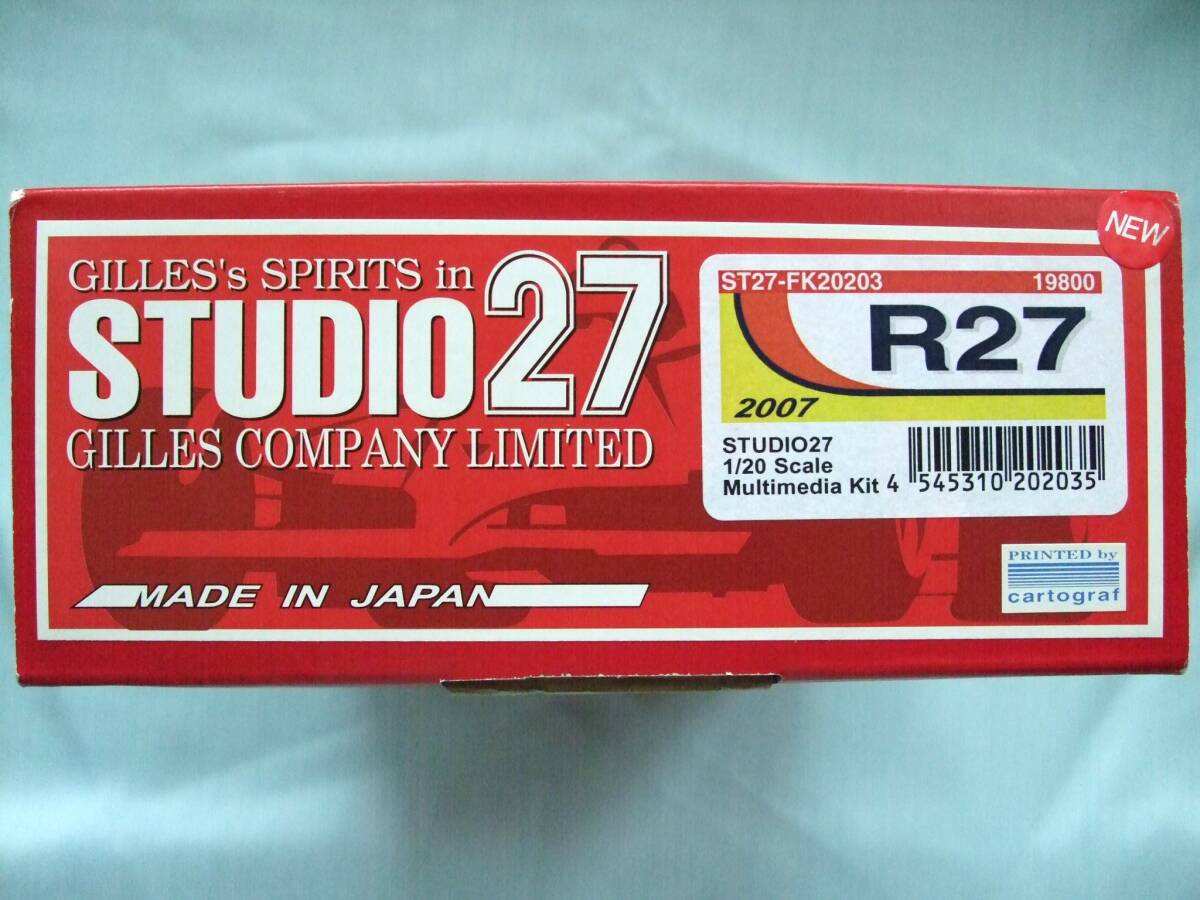 GILLES's SPIRITS in
STUDIO27
GILLES COMPANY LIMITED
MADE IN JAPAN
NEW
ST27-FK20203 19800
R27
2007
STUDIO27
1/20 Scale
Multimedia Kit 4 545310 202035
PRINTED by
cartograf